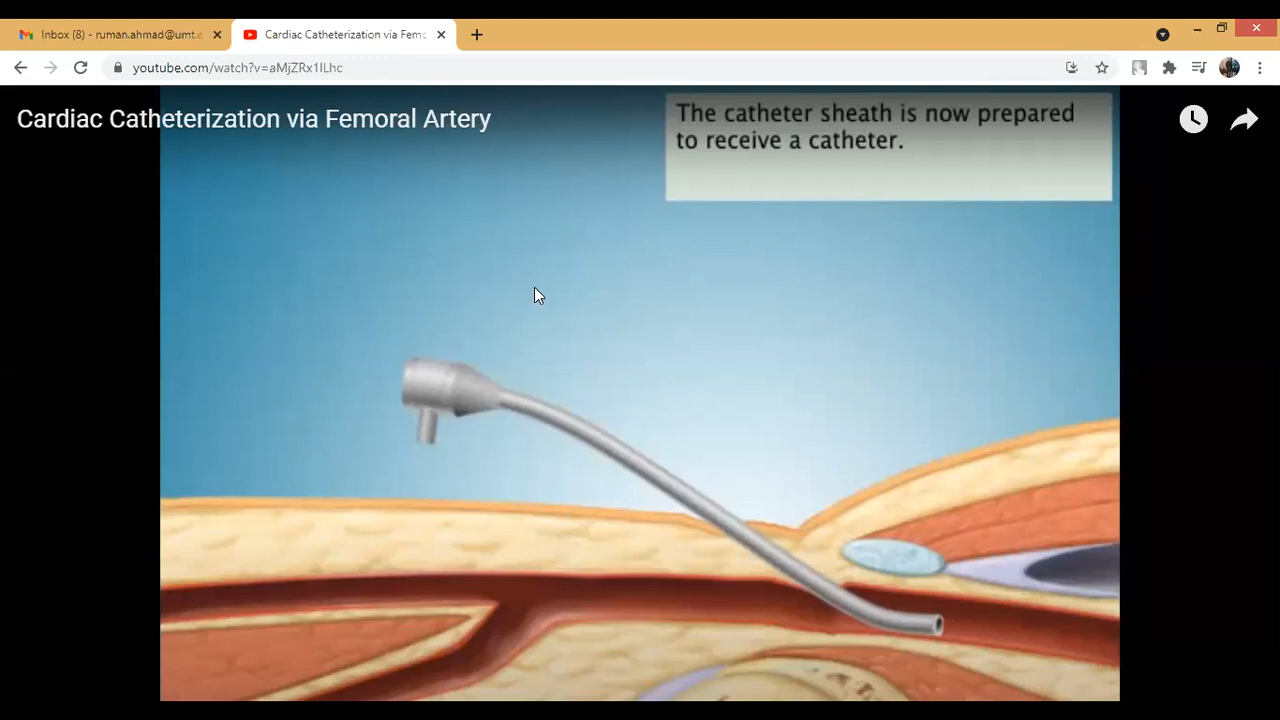 Inbox (8) - ruman.ahmad@umt.e
Cardiac Catheterization via Femo
youtube.com/watch?v=aMjZRx1ILhc
Cardiac Catheterization via Femoral Artery
The catheter sheath is now prepared
to receive a catheter.